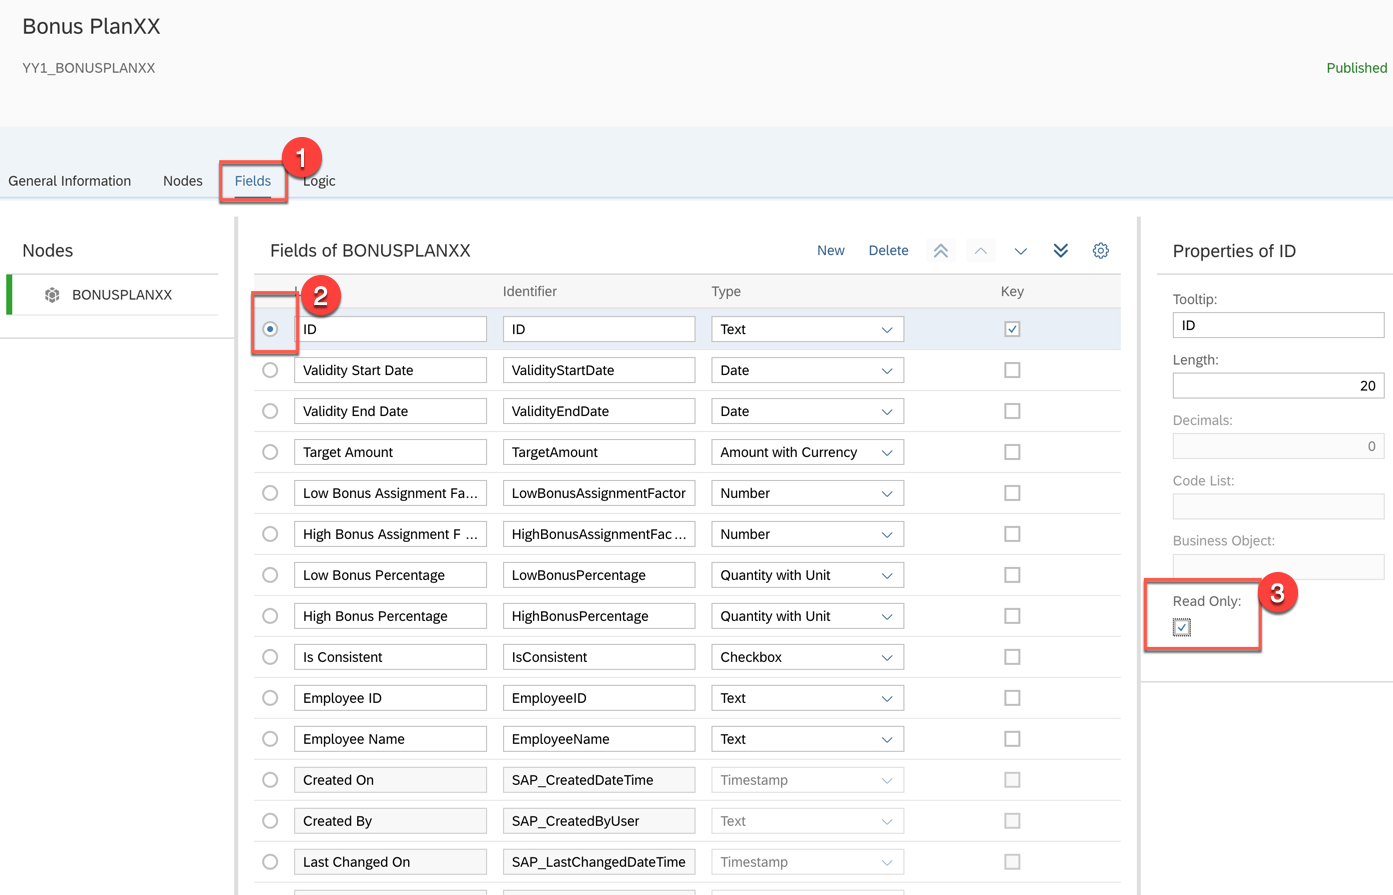 Bonus PlanXX
YY1_BONUSPLANXX
Published
1
General Information Nodes Fields Logic
Nodes
BONUSPLANXX
Fields of BONUSPLANXX New Delete
2
Identifier Type Key
ID ID Text
Validity Start Date ValidityStartDate Date
Validity End Date ValidityEndDate Date
Target Amount TargetAmount Amount with Currency
Low Bonus Assignment Fa... LowBonusAssignmentFactor Number
High Bonus Assignment F ... HighBonusAssignmentFac ... Number
Low Bonus Percentage LowBonusPercentage Quantity with Unit
High Bonus Percentage HighBonusPercentage Quantity with Unit
Is Consistent IsConsistent Checkbox
Employee ID EmployeeID Text
Employee Name EmployeeName Text
Created On SAP_CreatedDateTime Timestamp
Created By SAP_CreatedByUser Text
Last Changed On SAP_LastChangedDateTime Timestamp
Properties of ID
Tooltip:
ID
Length:
20
Decimals:
0
Code List:
Business Object:
Read Only:
3